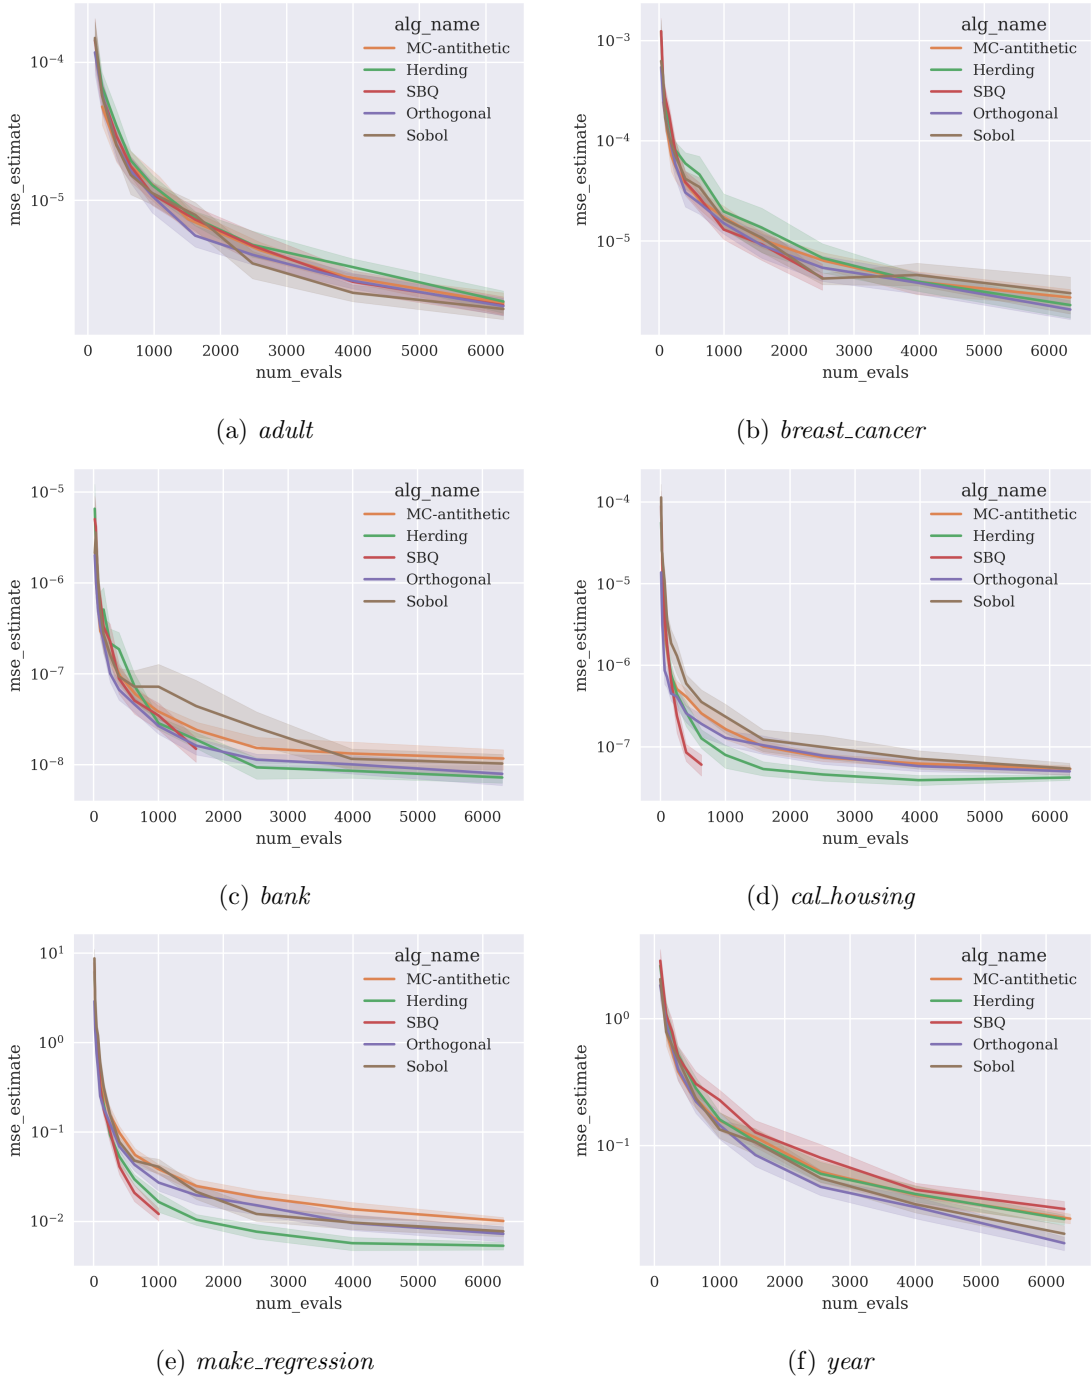 alg_name
MC-antithetic
Herding
SBQ
Orthogonal
Sobol
mse_estimate
10⁻⁴
10⁻⁵
0 1000 2000 3000 4000 5000 6000
num_evals
(a) adult
alg_name
MC-antithetic
Herding
SBQ
Orthogonal
Sobol
mse_estimate
10⁻³
10⁻⁴
10⁻⁵
0 1000 2000 3000 4000 5000 6000
num_evals
(b) breast_cancer
alg_name
MC-antithetic
Herding
SBQ
Orthogonal
Sobol
mse_estimate
10⁻⁵
10⁻⁶
10⁻⁷
10⁻⁸
0 1000 2000 3000 4000 5000 6000
num_evals
(c) bank
alg_name
MC-antithetic
Herding
SBQ
Orthogonal
Sobol
mse_estimate
10⁻⁴
10⁻⁵
10⁻⁶
10⁻⁷
0 1000 2000 3000 4000 5000 6000
num_evals
(d) cal_housing
alg_name
MC-antithetic
Herding
SBQ
Orthogonal
Sobol
mse_estimate
10¹
10⁰
10⁻¹
10⁻²
0 1000 2000 3000 4000 5000 6000
num_evals
(e) make_regression
alg_name
MC-antithetic
Herding
SBQ
Orthogonal
Sobol
mse_estimate
10⁰
10⁻¹
0 1000 2000 3000 4000 5000 6000
num_evals
(f) year